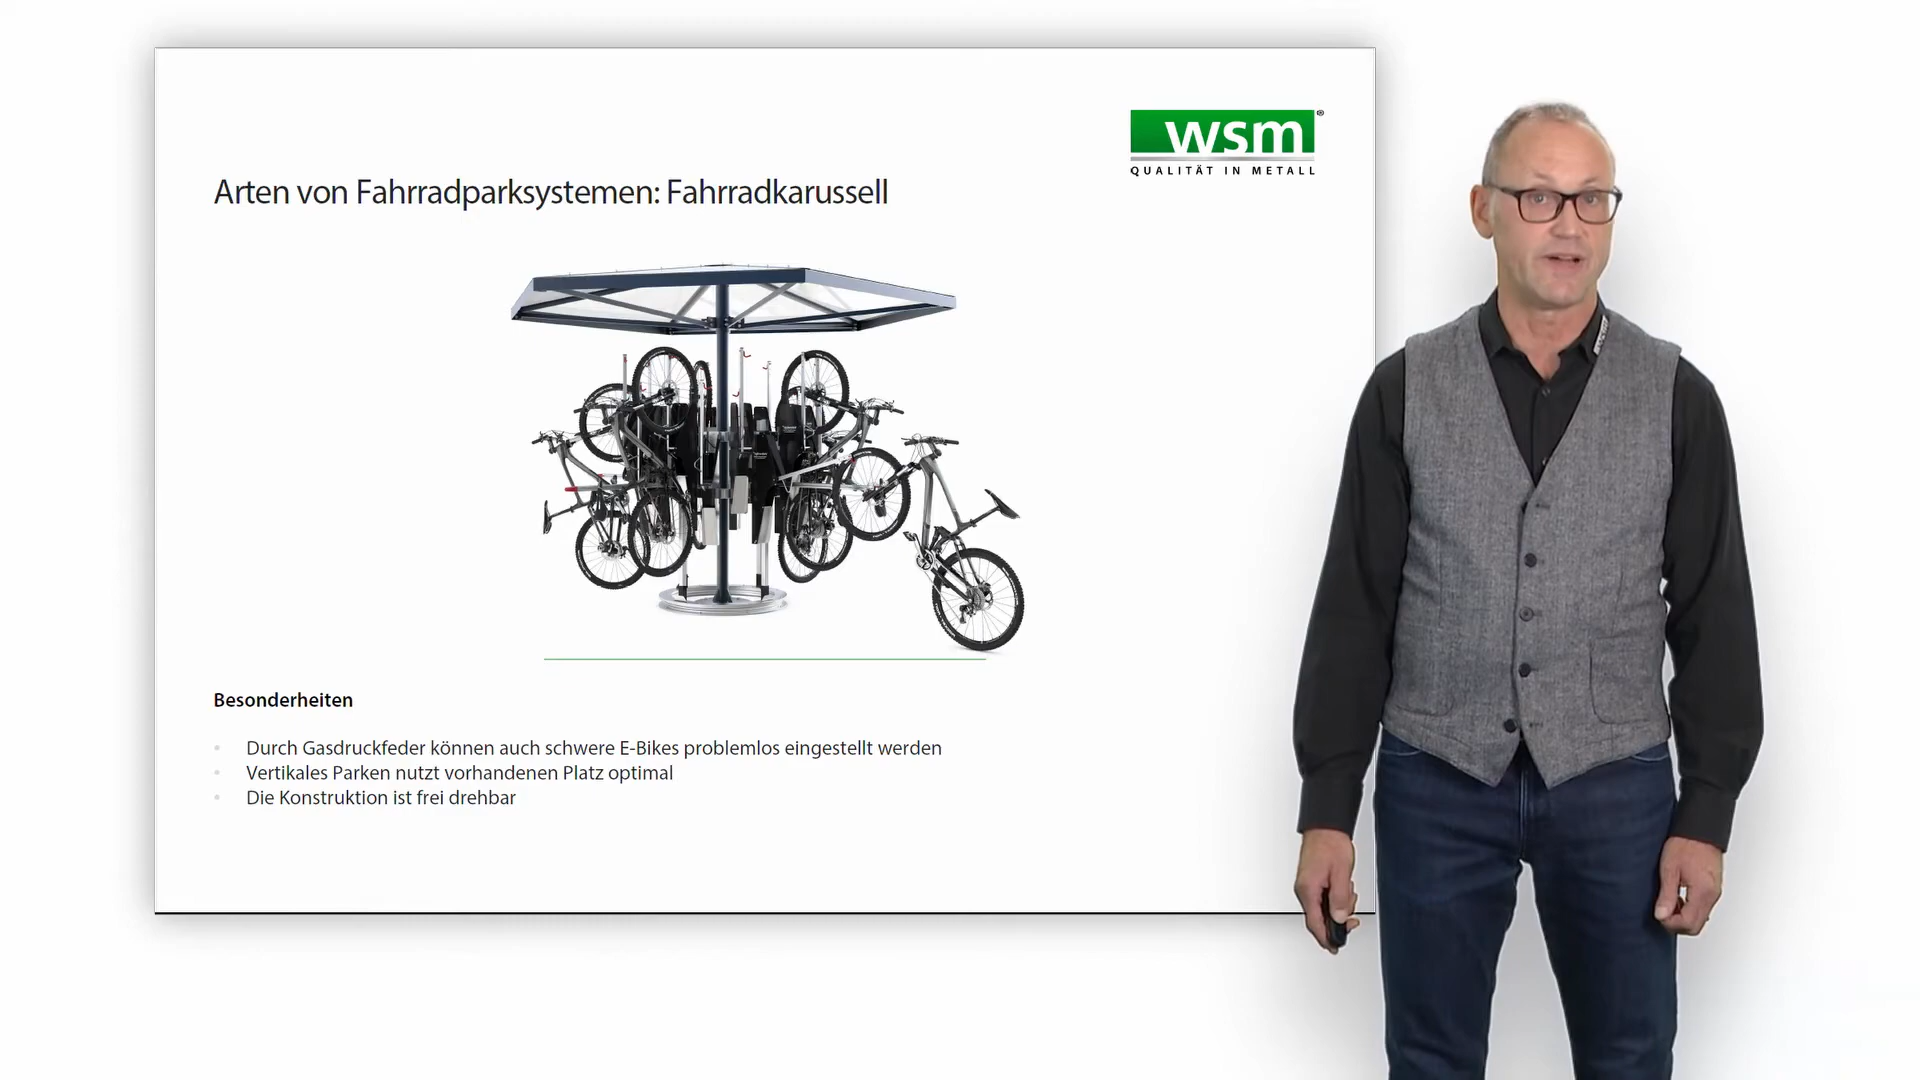 wsm®
QUALITÄT IN METALL
Arten von Fahrradparksystemen: Fahrradkarussell
Besonderheiten
• Durch Gasdruckfeder können auch schwere E-Bikes problemlos eingestellt werden
• Vertikales Parken nutzt vorhandenen Platz optimal
• Die Konstruktion ist frei drehbar